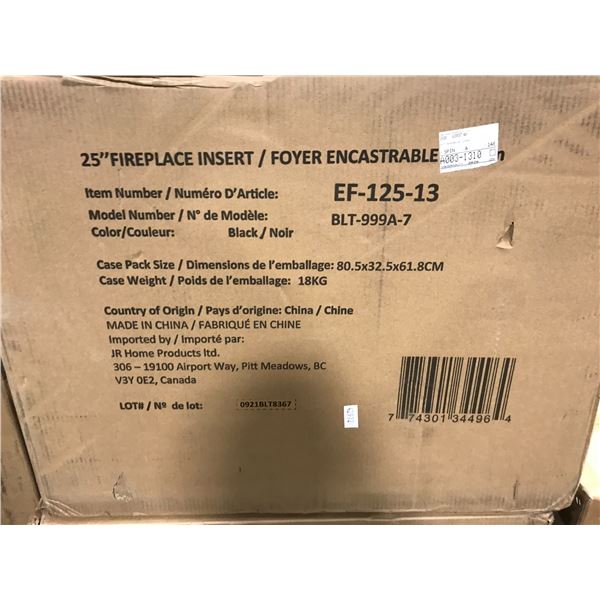 SPIN A 146
A003-1310
25"FIREPLACE INSERT / FOYER ENCASTRABLE
Item Number / Numéro D'Article: EF-125-13
Model Number / N° de Modèle: BLT-999A-7
Color/Couleur: Black / Noir
Case Pack Size / Dimensions de l'emballage: 80.5x32.5x61.8CM
Case Weight / Poids de l'emballage: 18KG
Country of Origin / Pays d'origine: China / Chine
MADE IN CHINA / FABRIQUÉ EN CHINE
Imported by / Importé par:
JR Home Products ltd.
306 – 19100 Airport Way, Pitt Meadows, BC
V3Y 0E2, Canada
LOT# / Nº de lot: 0921BLT8367
7 74301 34496 4